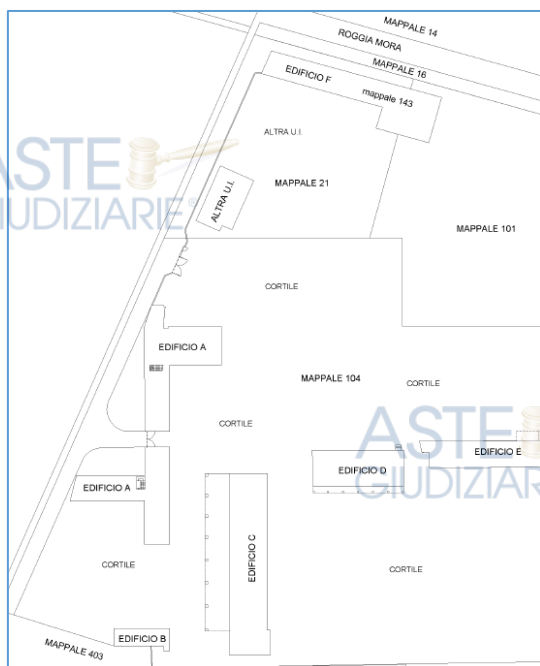 MAPPALE 14
ROGGIA MORA
MAPPALE 16
EDIFICIO F
mappale 143
ALTRA U.I.
ASTE
GIUDIZIARIE®
ALTRA U.I.
MAPPALE 21
MAPPALE 101
CORTILE
EDIFICIO A
MAPPALE 104
CORTILE
CORTILE
ASTE
GIUDIZIARIE
EDIFICIO E
EDIFICIO D
EDIFICIO A
EDIFICIO C
CORTILE
CORTILE
EDIFICIO B
MAPPALE 403